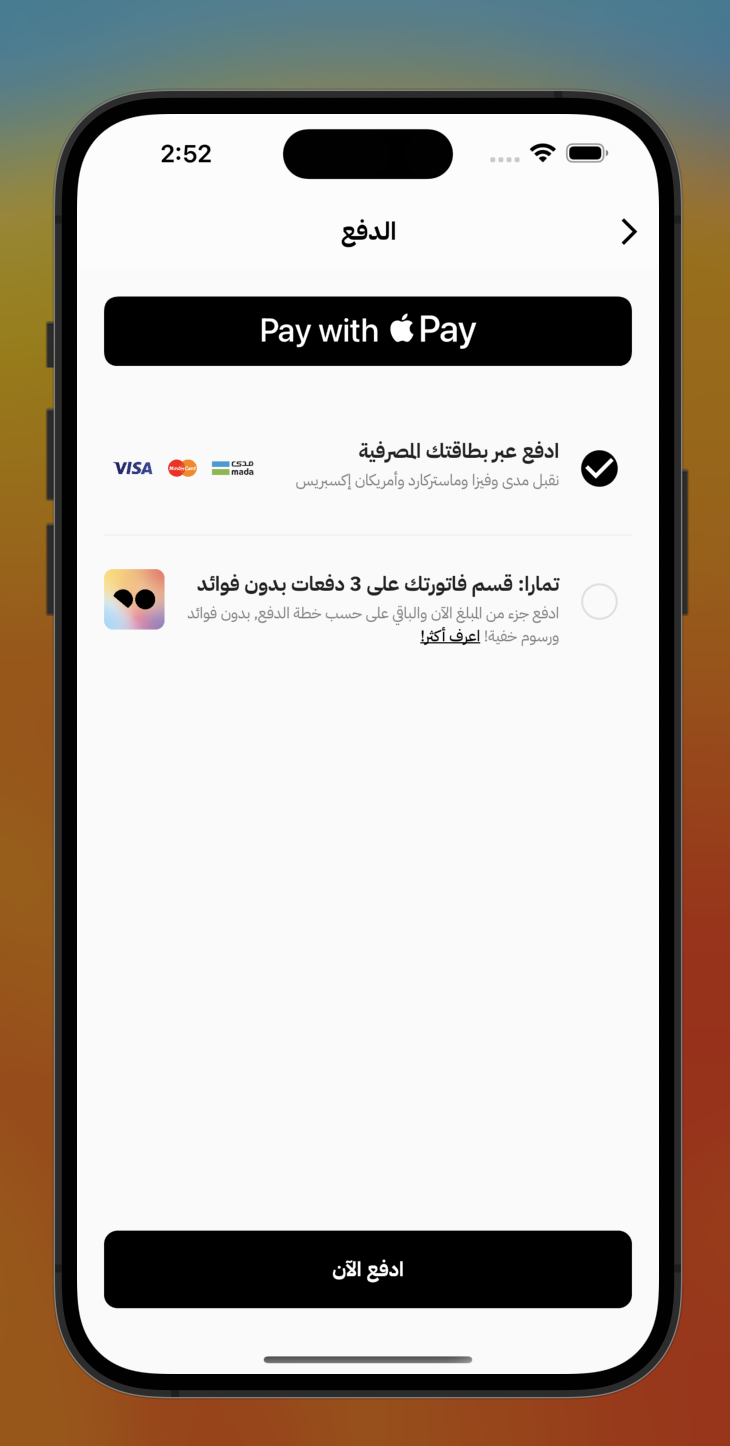 2:52
الدفع
Pay with Pay
ادفع عبر بطاقتك المصرفية
نقبل مدى وفيزا وماستركارد وأمريكان إكسبريس
VISA
MasterCard
مدى
mada
تمارا: قسم فاتورتك على 3 دفعات بدون فوائد
ادفع جزء من المبلغ الآن والباقي على حسب خطة الدفع, بدون فوائد
ورسوم خفية! اعرف أكثر!
ادفع الآن